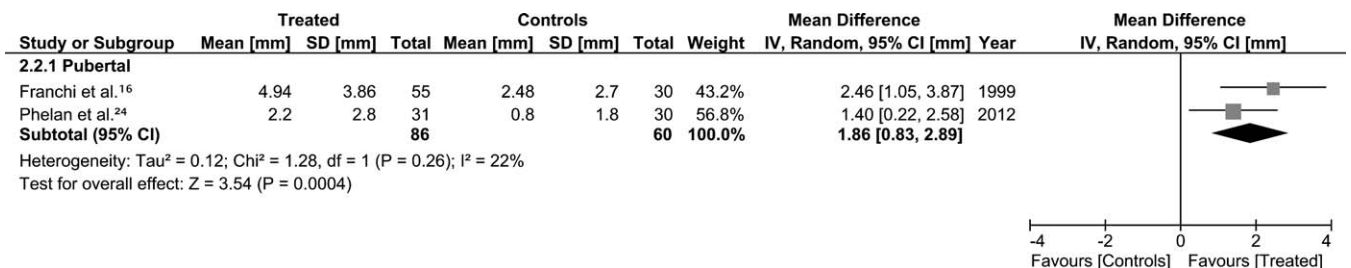 Treated Controls Mean Difference Mean Difference
Study or Subgroup Mean [mm] SD [mm] Total Mean [mm] SD [mm] Total Weight IV, Random, 95% CI [mm] Year IV, Random, 95% CI [mm]
2.2.1 Pubertal
Franchi et al.¹⁶ 4.94 3.86 55 2.48 2.7 30 43.2% 2.46 [1.05, 3.87] 1999
Phelan et al.²⁴ 2.2 2.8 31 0.8 1.8 30 56.8% 1.40 [0.22, 2.58] 2012
Subtotal (95% CI) 86 60 100.0% 1.86 [0.83, 2.89]
Heterogeneity: Tau² = 0.12; Chi² = 1.28, df = 1 (P = 0.26); I² = 22%
Test for overall effect: Z = 3.54 (P = 0.0004)
-4 -2 0 2 4
Favours [Controls] Favours [Treated]